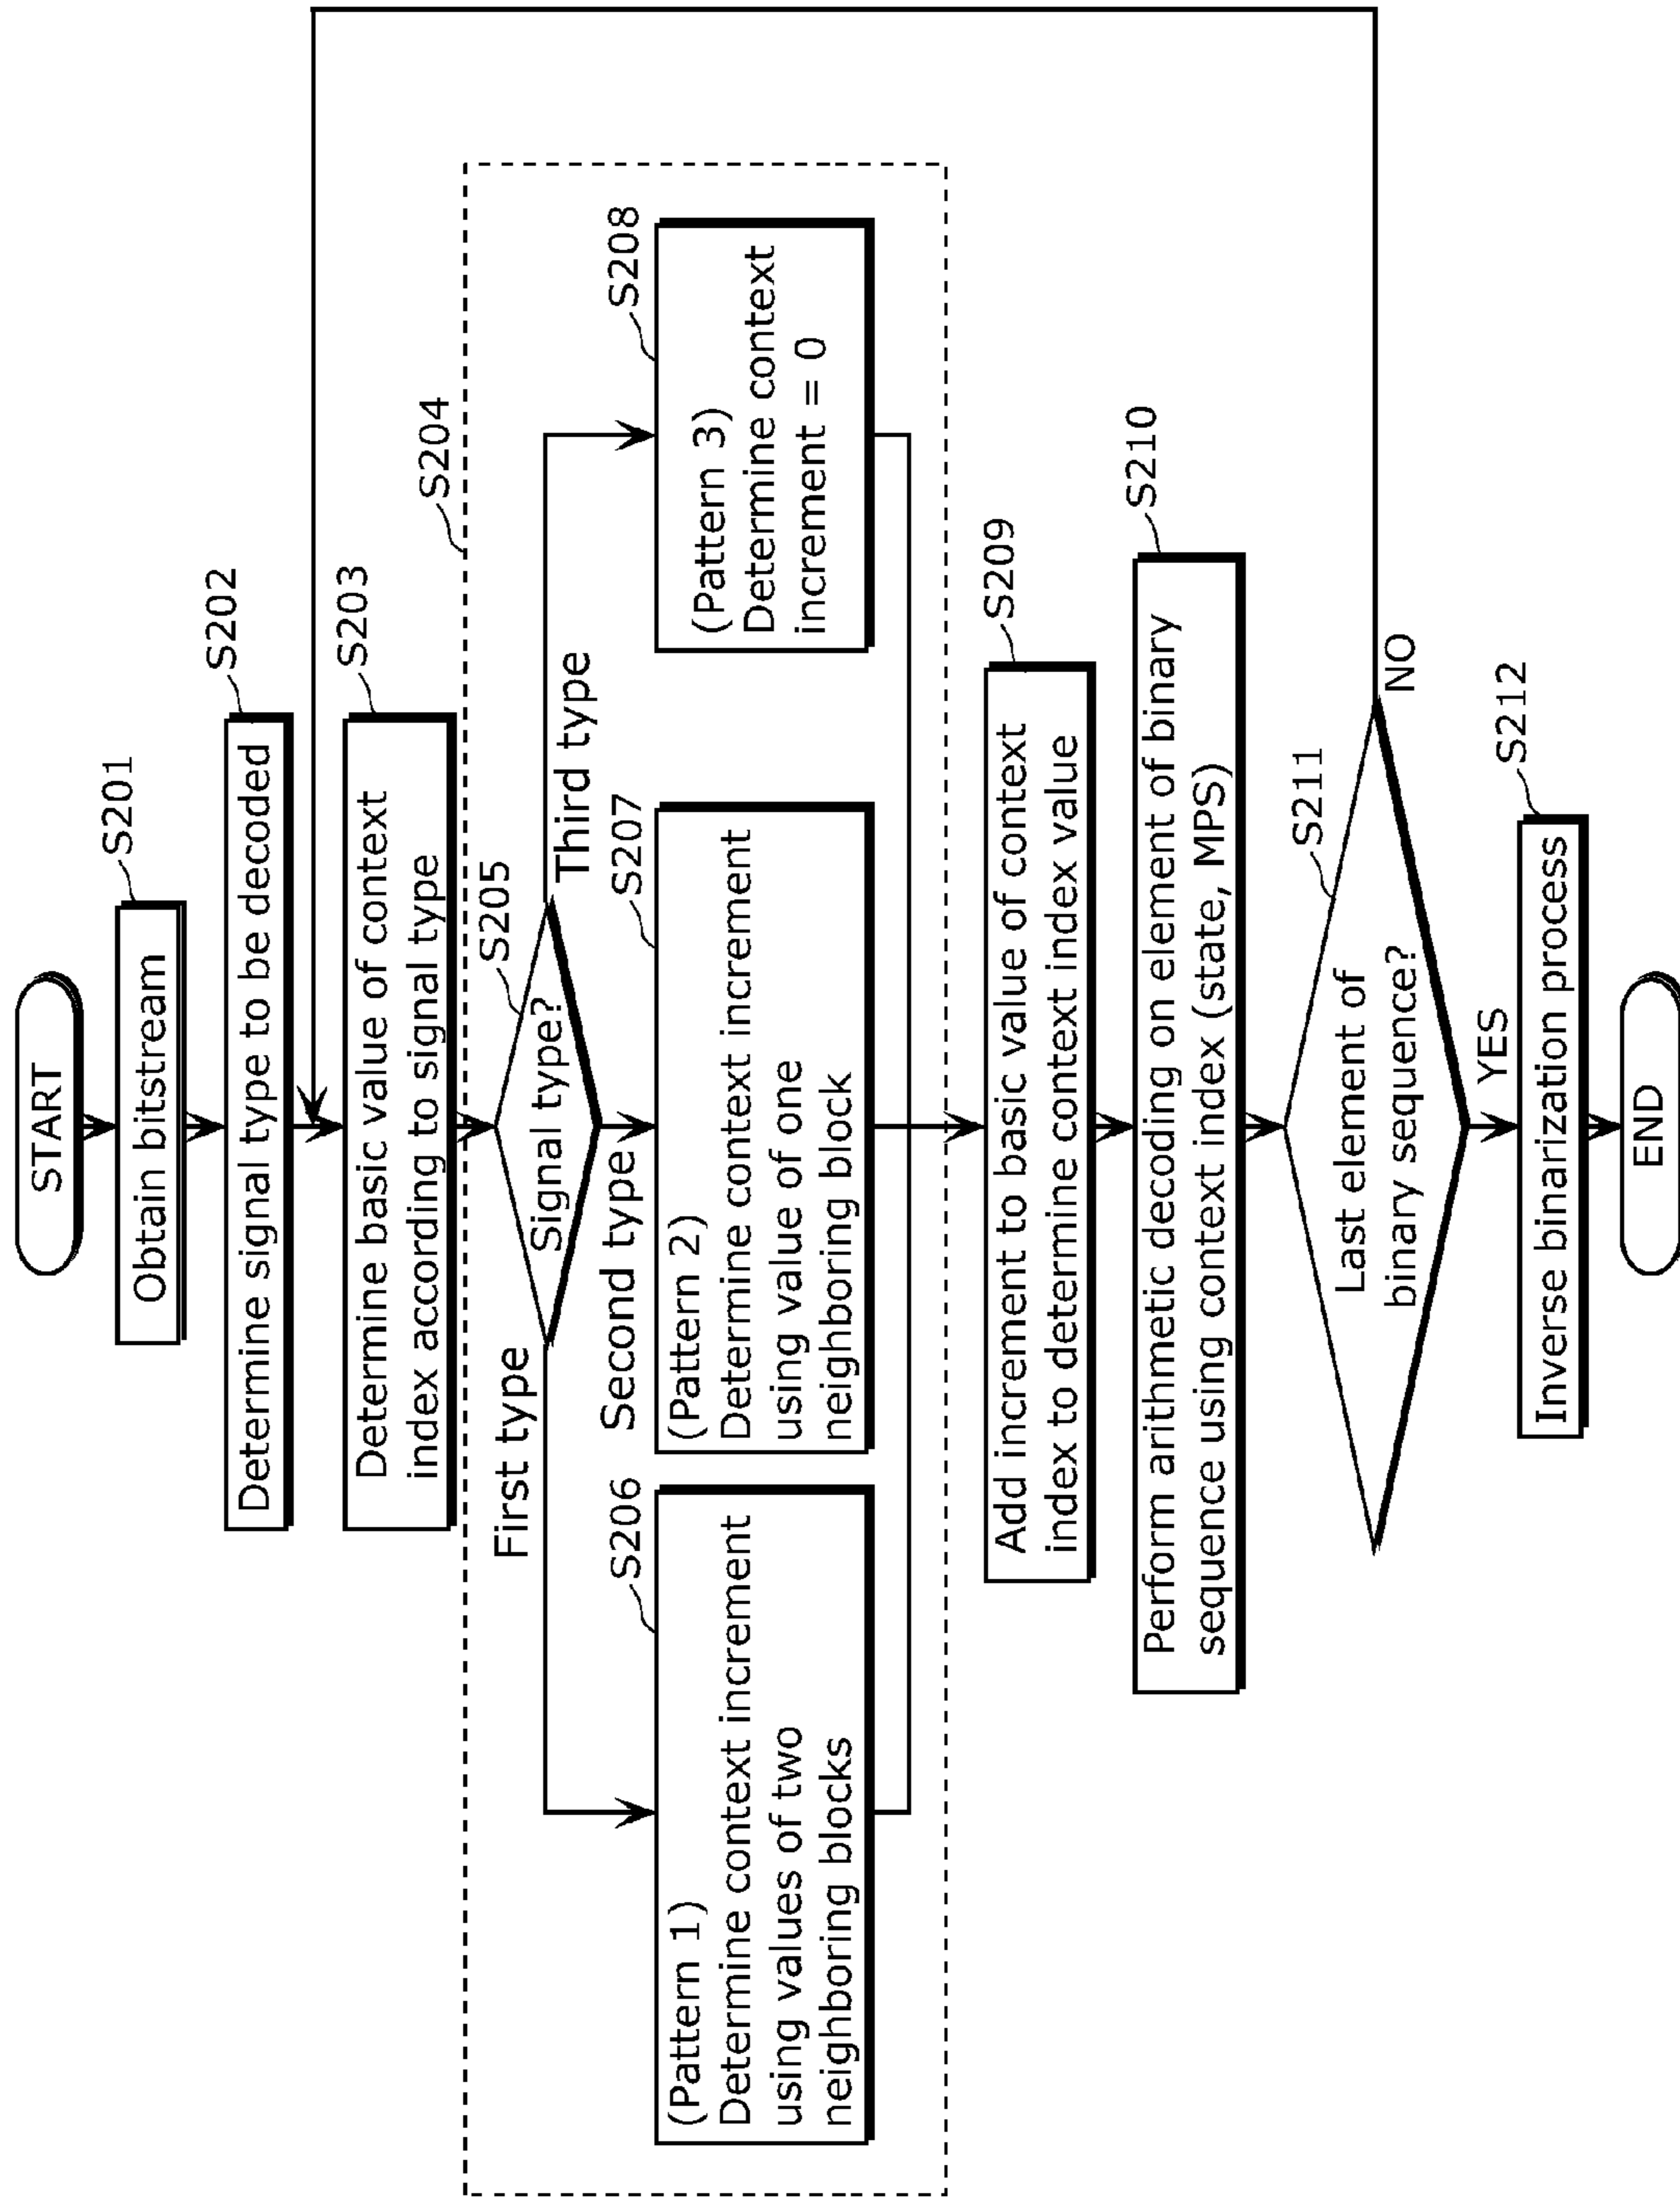 START
S201
Obtain bitstream
S202
Determine signal type to be decoded
S203
Determine basic value of context
index according to signal type
S204
S205
Signal type?
First type
Second type
Third type
S206
(Pattern 1)
Determine context increment
using values of two
neighboring blocks
S207
(Pattern 2)
Determine context increment
using value of one
neighboring block
S208
(Pattern 3)
Determine context
increment = 0
S209
Add increment to basic value of context
index to determine context index value
S210
Perform arithmetic decoding on element of binary
sequence using context index (state, MPS)
S211
Last element of
binary sequence?
NO
YES
S212
Inverse binarization process
END